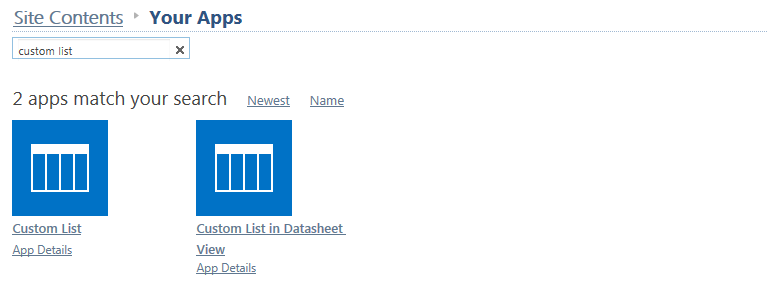 Site Contents ▸ Your Apps
custom list ×
2 apps match your search Newest Name
Custom List
App Details
Custom List in Datasheet
View
App Details